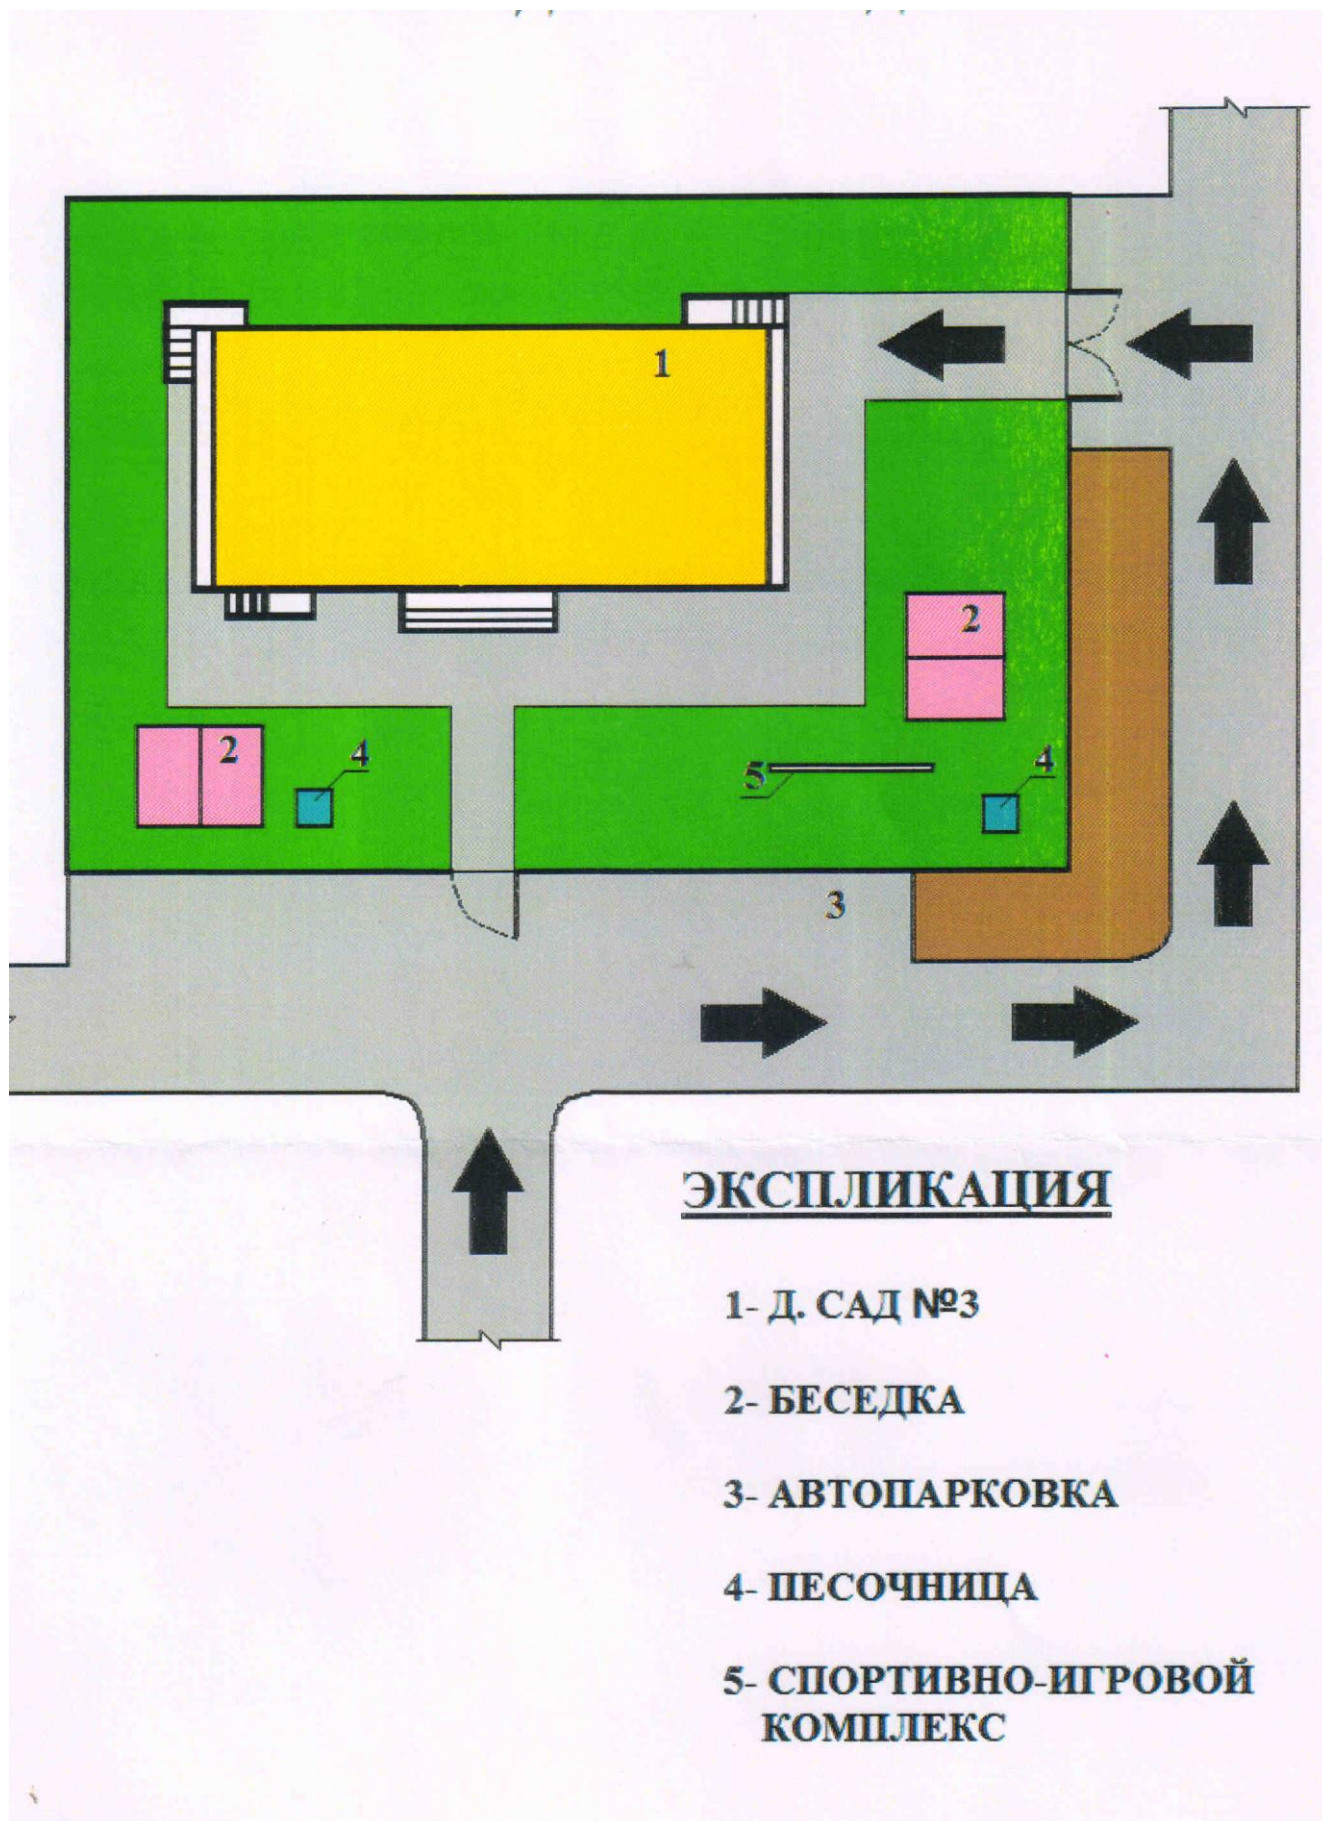 1
2
2
4
4
5
3
ЭКСПЛИКАЦИЯ
1- Д. САД №3
2- БЕСЕДКА
3- АВТОПАРКОВКА
4- ПЕСОЧНИЦА
5- СПОРТИВНО-ИГРОВОЙ
КОМПЛЕКС